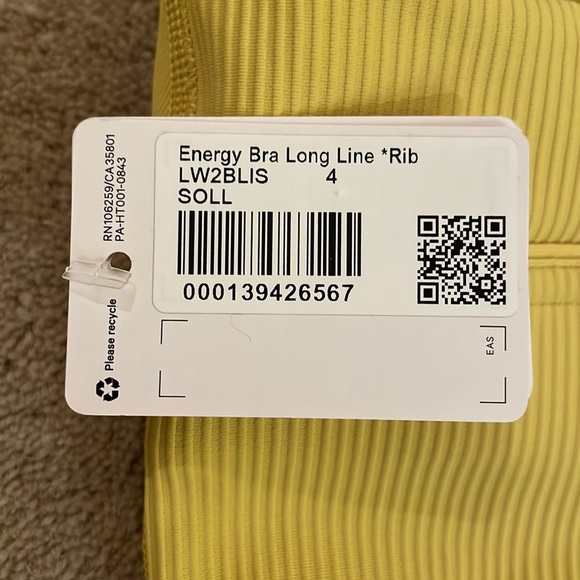 Energy Bra Long Line *Rib
LW2BLIS 4
SOLL
000139426567
RN106259/CA35801
PA-HT001-0843
Please recycle
EAS